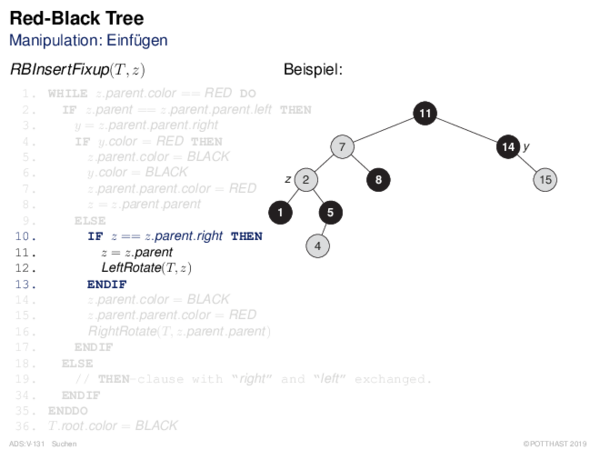 Red-Black Tree
Manipulation: Einfügen
RBInsertFixup(T, z)
1. WHILE z.parent.color == RED DO
2. IF z.parent == z.parent.parent.left THEN
3. y = z.parent.parent.right
4. IF y.color = RED THEN
5. z.parent.color = BLACK
6. y.color = BLACK
7. z.parent.parent.color = RED
8. z = z.parent.parent
9. ELSE
10. IF z == z.parent.right THEN
11. z = z.parent
12. LeftRotate(T, z)
13. ENDIF
14. z.parent.color = BLACK
15. z.parent.parent.color = RED
16. RightRotate(T, z.parent.parent)
17. ENDIF
18. ELSE
19. // THEN-clause with "right" and "left" exchanged.
34. ENDIF
35. ENDDO
36. T.root.color = BLACK
Beispiel:
11
7
14 y
z 2
8
15
1
5
4
ADS:V-131 Suchen
©POTTHAST 2019